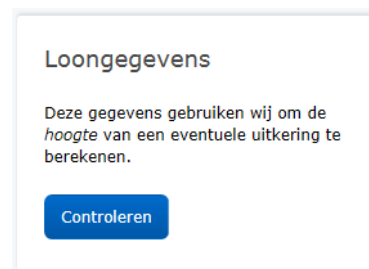 Loongegevens
Deze gegevens gebruiken wij om de
hoogte van een eventuele uitkering te
berekenen.
Controleren